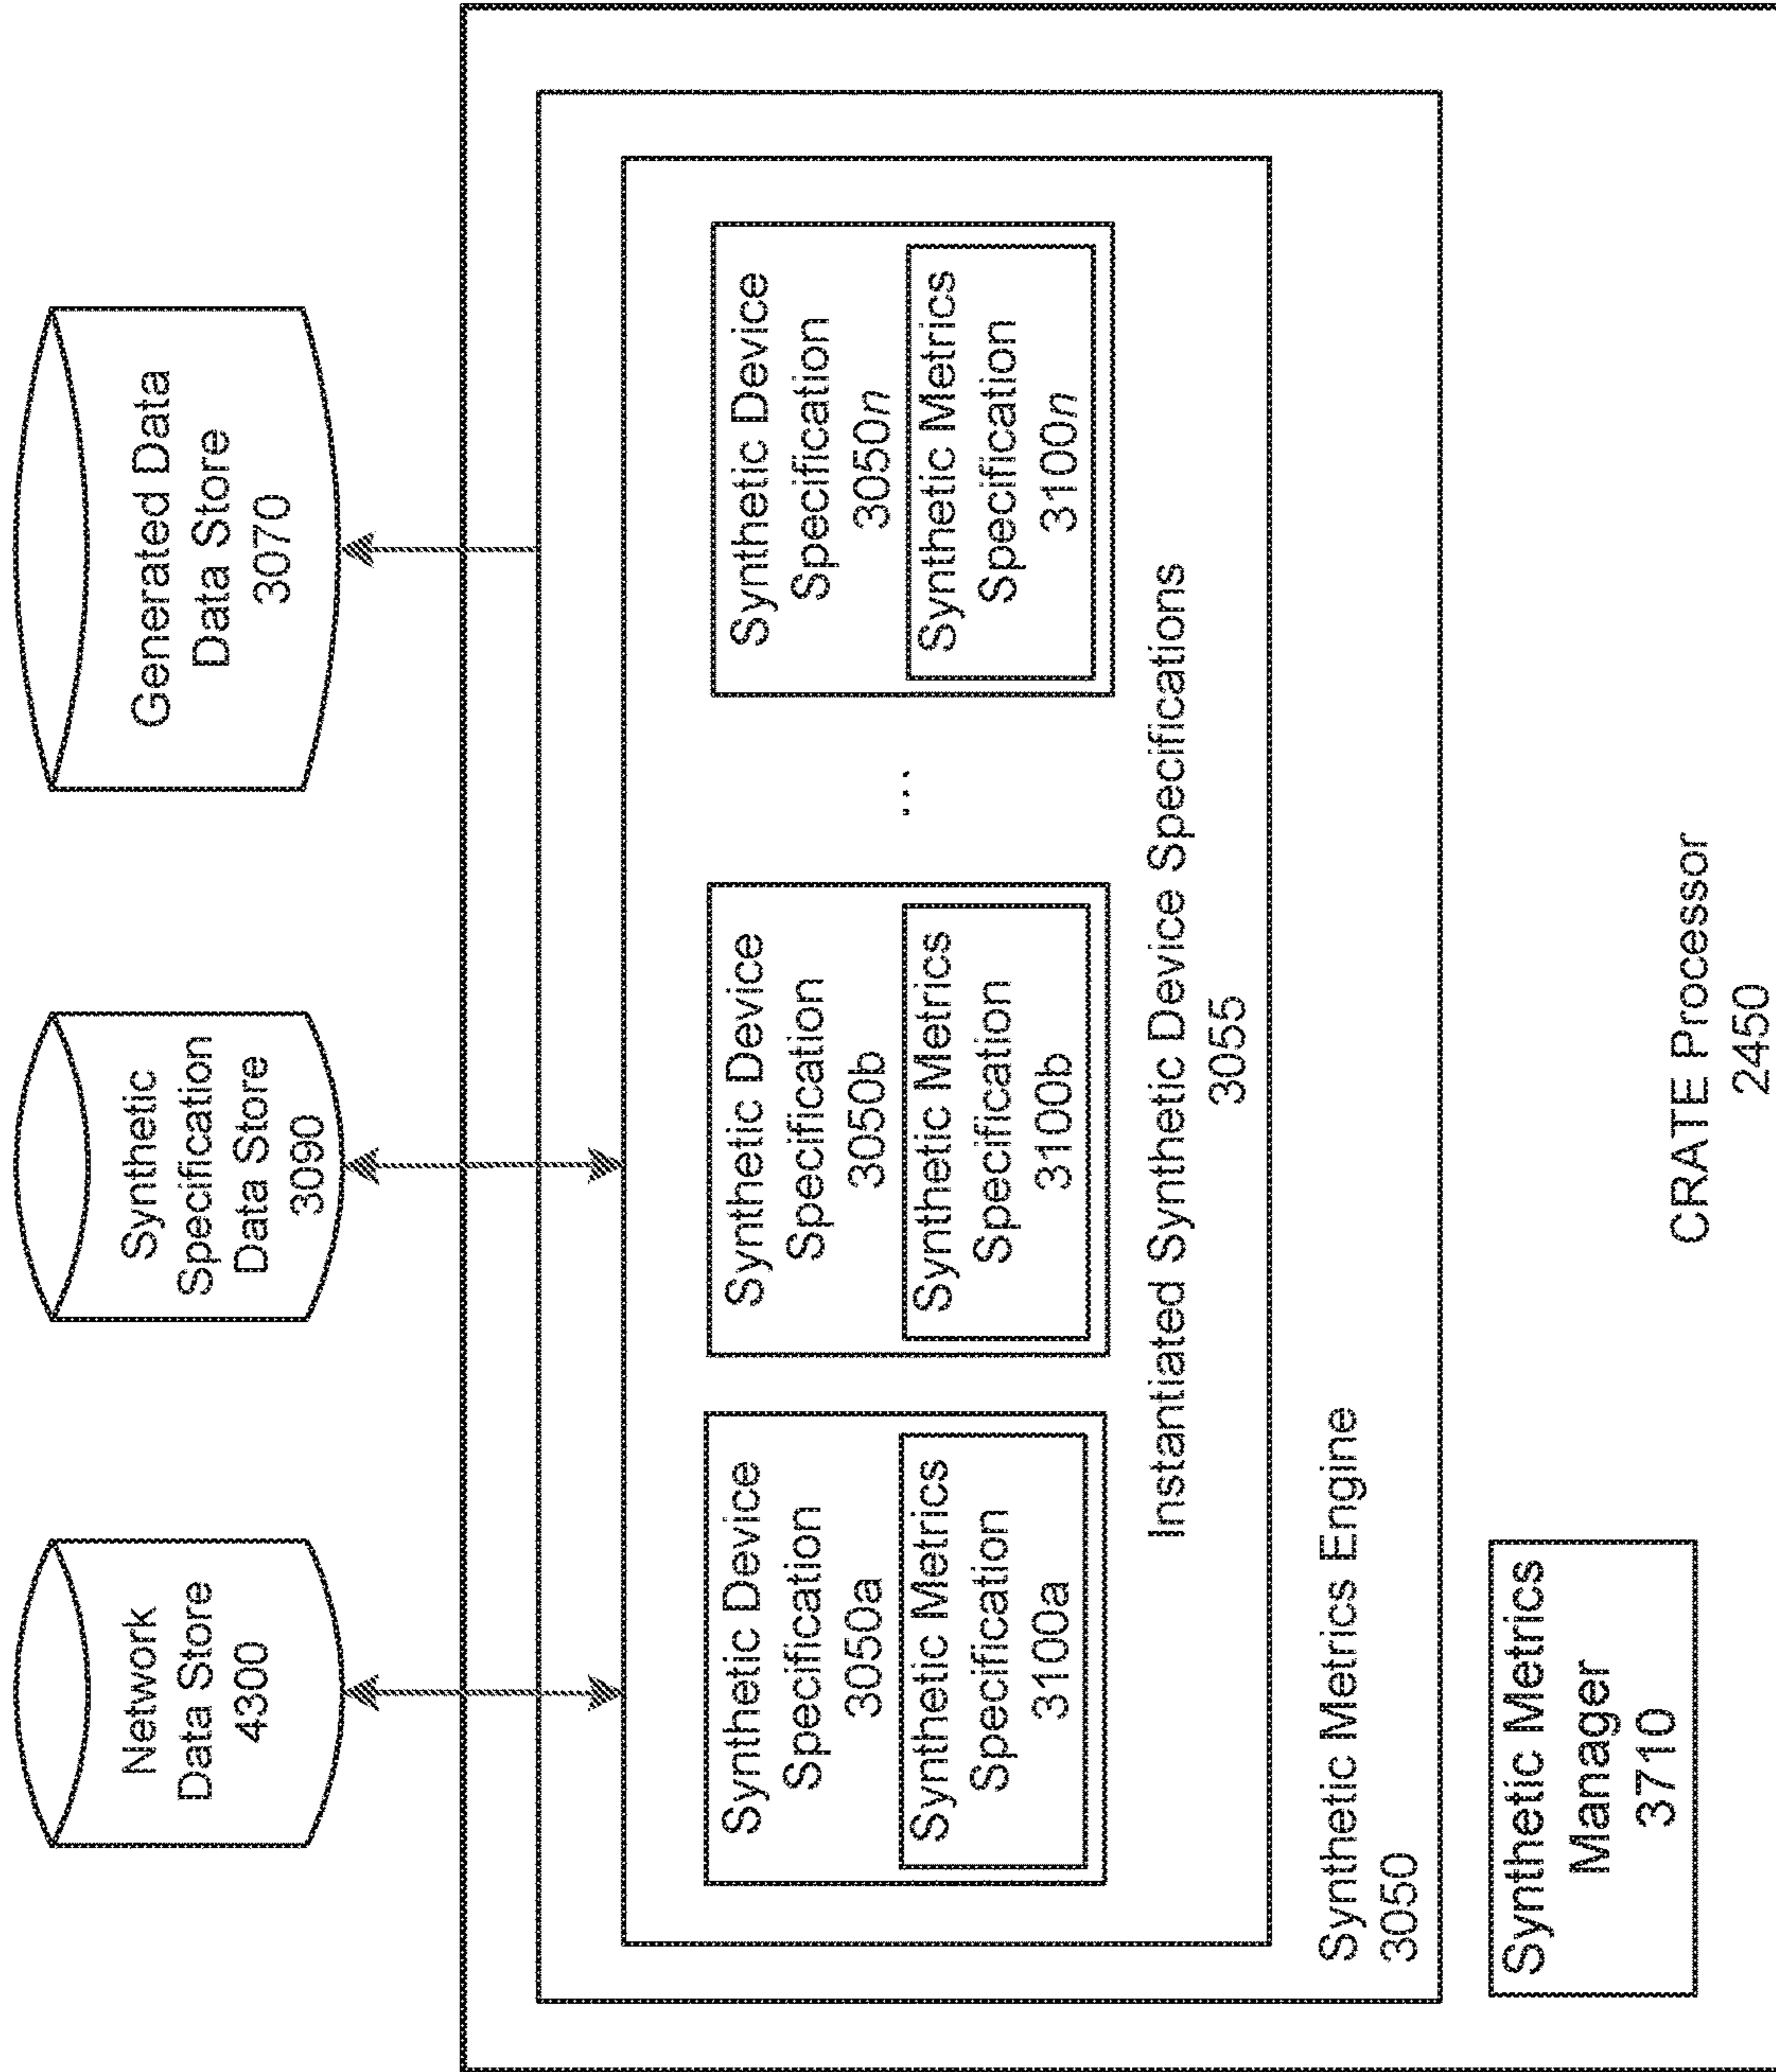 Network
Data Store
4300
Synthetic
Specification
Data Store
3090
Generated Data
Data Store
3070
Synthetic Device
Specification
3050a
Synthetic Metrics
Specification
3100a
Synthetic Device
Specification
3050b
Synthetic Metrics
Specification
3100b
...
Synthetic Device
Specification
3050n
Synthetic Metrics
Specification
3100n
Instantiated Synthetic Device Specifications
3055
Synthetic Metrics Engine
3050
Synthetic Metrics
Manager
3710
CRATE Processor
2450